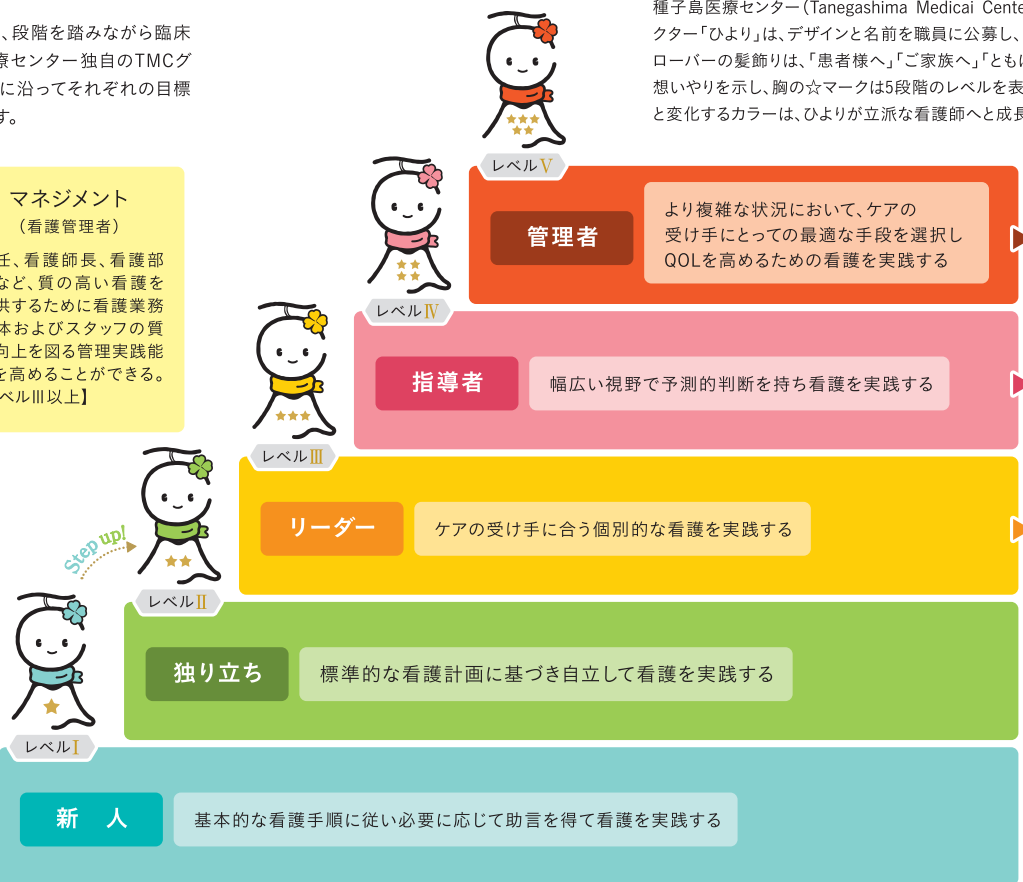 、段階を踏みながら臨床
療センター独自のTMCグ
に沿ってそれぞれの目標
す。
種子島医療センター(Tanegashima Medicai Cente
クター「ひより」は、デザインと名前を職員に公募し、
ローバーの髪飾りは、「患者様へ」「ご家族へ」「ともに
想いやりを示し、胸の☆マークは5段階のレベルを表
と変化するカラーは、ひよりが立派な看護師へと成長
マネジメント
(看護管理者)
任、看護師長、看護部
など、質の高い看護を
供するために看護業務
体およびスタッフの質
向上を図る管理実践能
を高めることができる。
ベルⅢ以上】
レベルⅤ
管理者
より複雑な状況において、ケアの
受け手にとっての最適な手段を選択し
QOLを高めるための看護を実践する
レベルⅣ
指導者
幅広い視野で予測的判断を持ち看護を実践する
レベルⅢ
リーダー
ケアの受け手に合う個別的な看護を実践する
Step up!
レベルⅡ
独り立ち
標準的な看護計画に基づき自立して看護を実践する
レベルⅠ
新 人
基本的な看護手順に従い必要に応じて助言を得て看護を実践する